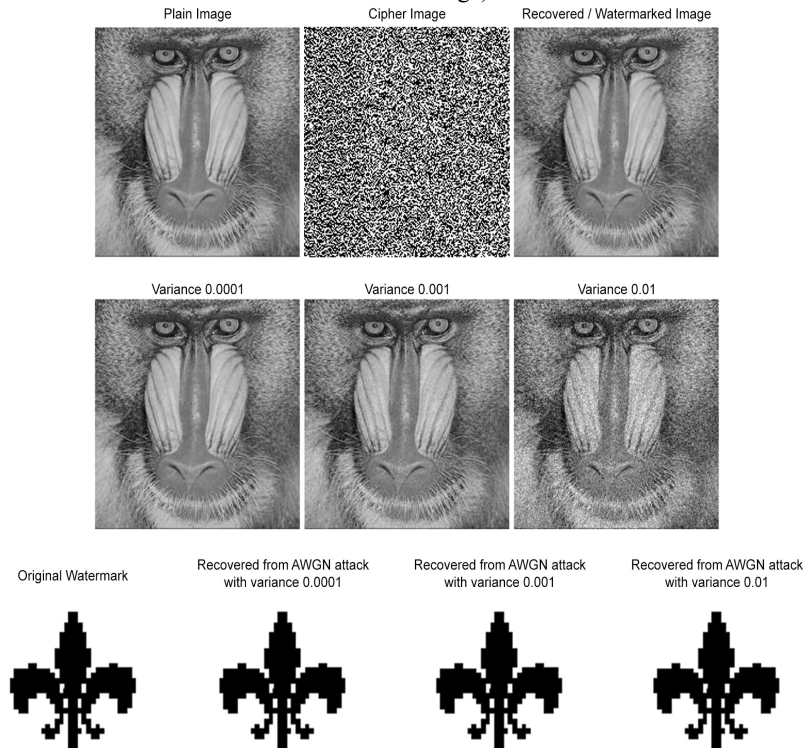 Plain Image
Cipher Image
Recovered / Watermarked Image
Variance 0.0001
Variance 0.001
Variance 0.01
Original Watermark
Recovered from AWGN attack
with variance 0.0001
Recovered from AWGN attack
with variance 0.001
Recovered from AWGN attack
with variance 0.01